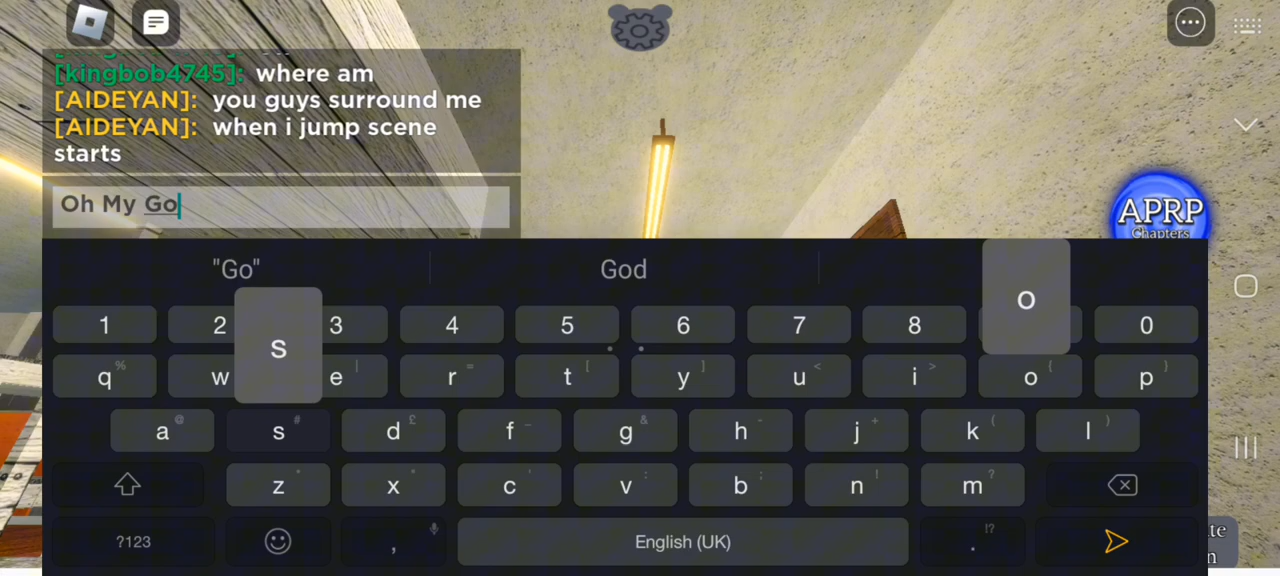 [kingbob4745]: where am
[AIDEYAN]: you guys surround me
[AIDEYAN]: when i jump scene
starts
Oh My Go
APRP
Chapters
"Go" God
1 2 3 4 5 6 7 8 0
s o
q % w e | r = t [ y ] u < i > o { p }
a @ s # d £ f _ g & h - j + k ( l )
z x c v : b ; n ! m ?
?123 , English (UK) . !?
te
n